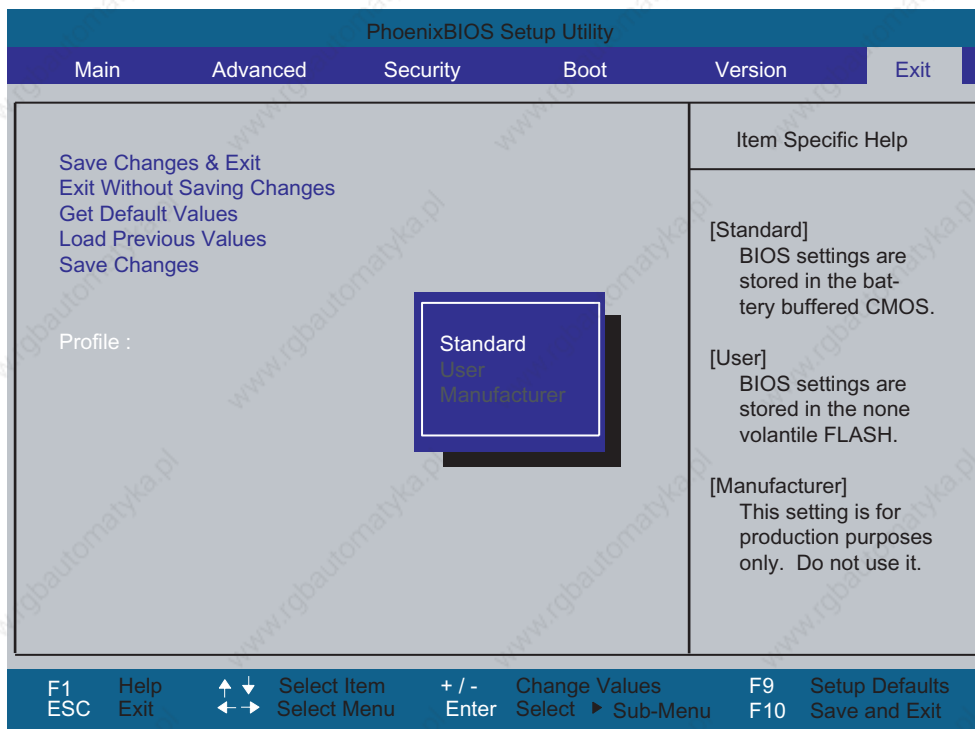 PhoenixBIOS Setup Utility
Main Advanced Security Boot Version Exit
Save Changes & Exit
Exit Without Saving Changes
Get Default Values
Load Previous Values
Save Changes
Profile :
Standard
User
Manufacturer
Item Specific Help
[Standard]
BIOS settings are
stored in the bat-
tery buffered CMOS.
[User]
BIOS settings are
stored in the none
volantile FLASH.
[Manufacturer]
This setting is for
production purposes
only. Do not use it.
F1 Help Select Item + / - Change Values F9 Setup Defaults
ESC Exit Select Menu Enter Select Sub-Menu F10 Save and Exit
www.rgbautomatyka.pl